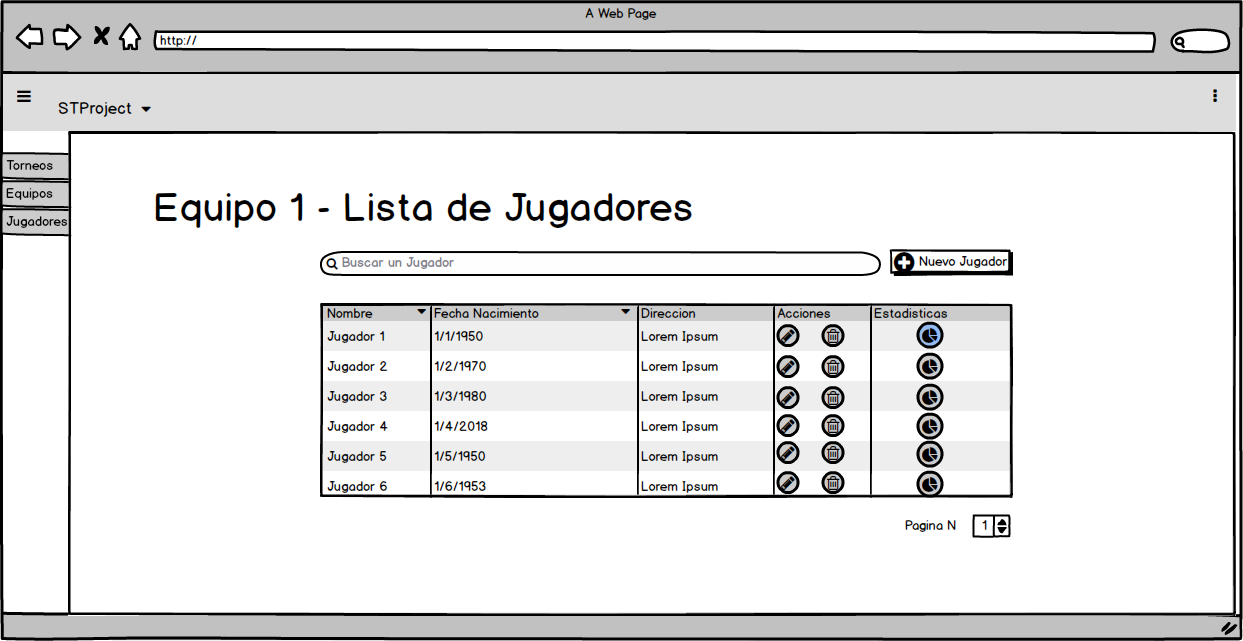 A Web Page
http://
STProject
Torneos
Equipos
Jugadores
Equipo 1 - Lista de Jugadores
Buscar un Jugador
Nuevo Jugador
Nombre Fecha Nacimiento Direccion Acciones Estadisticas
Jugador 1 1/1/1950 Lorem Ipsum
Jugador 2 1/2/1970 Lorem Ipsum
Jugador 3 1/3/1980 Lorem Ipsum
Jugador 4 1/4/2018 Lorem Ipsum
Jugador 5 1/5/1950 Lorem Ipsum
Jugador 6 1/6/1953 Lorem Ipsum
Pagina N 1